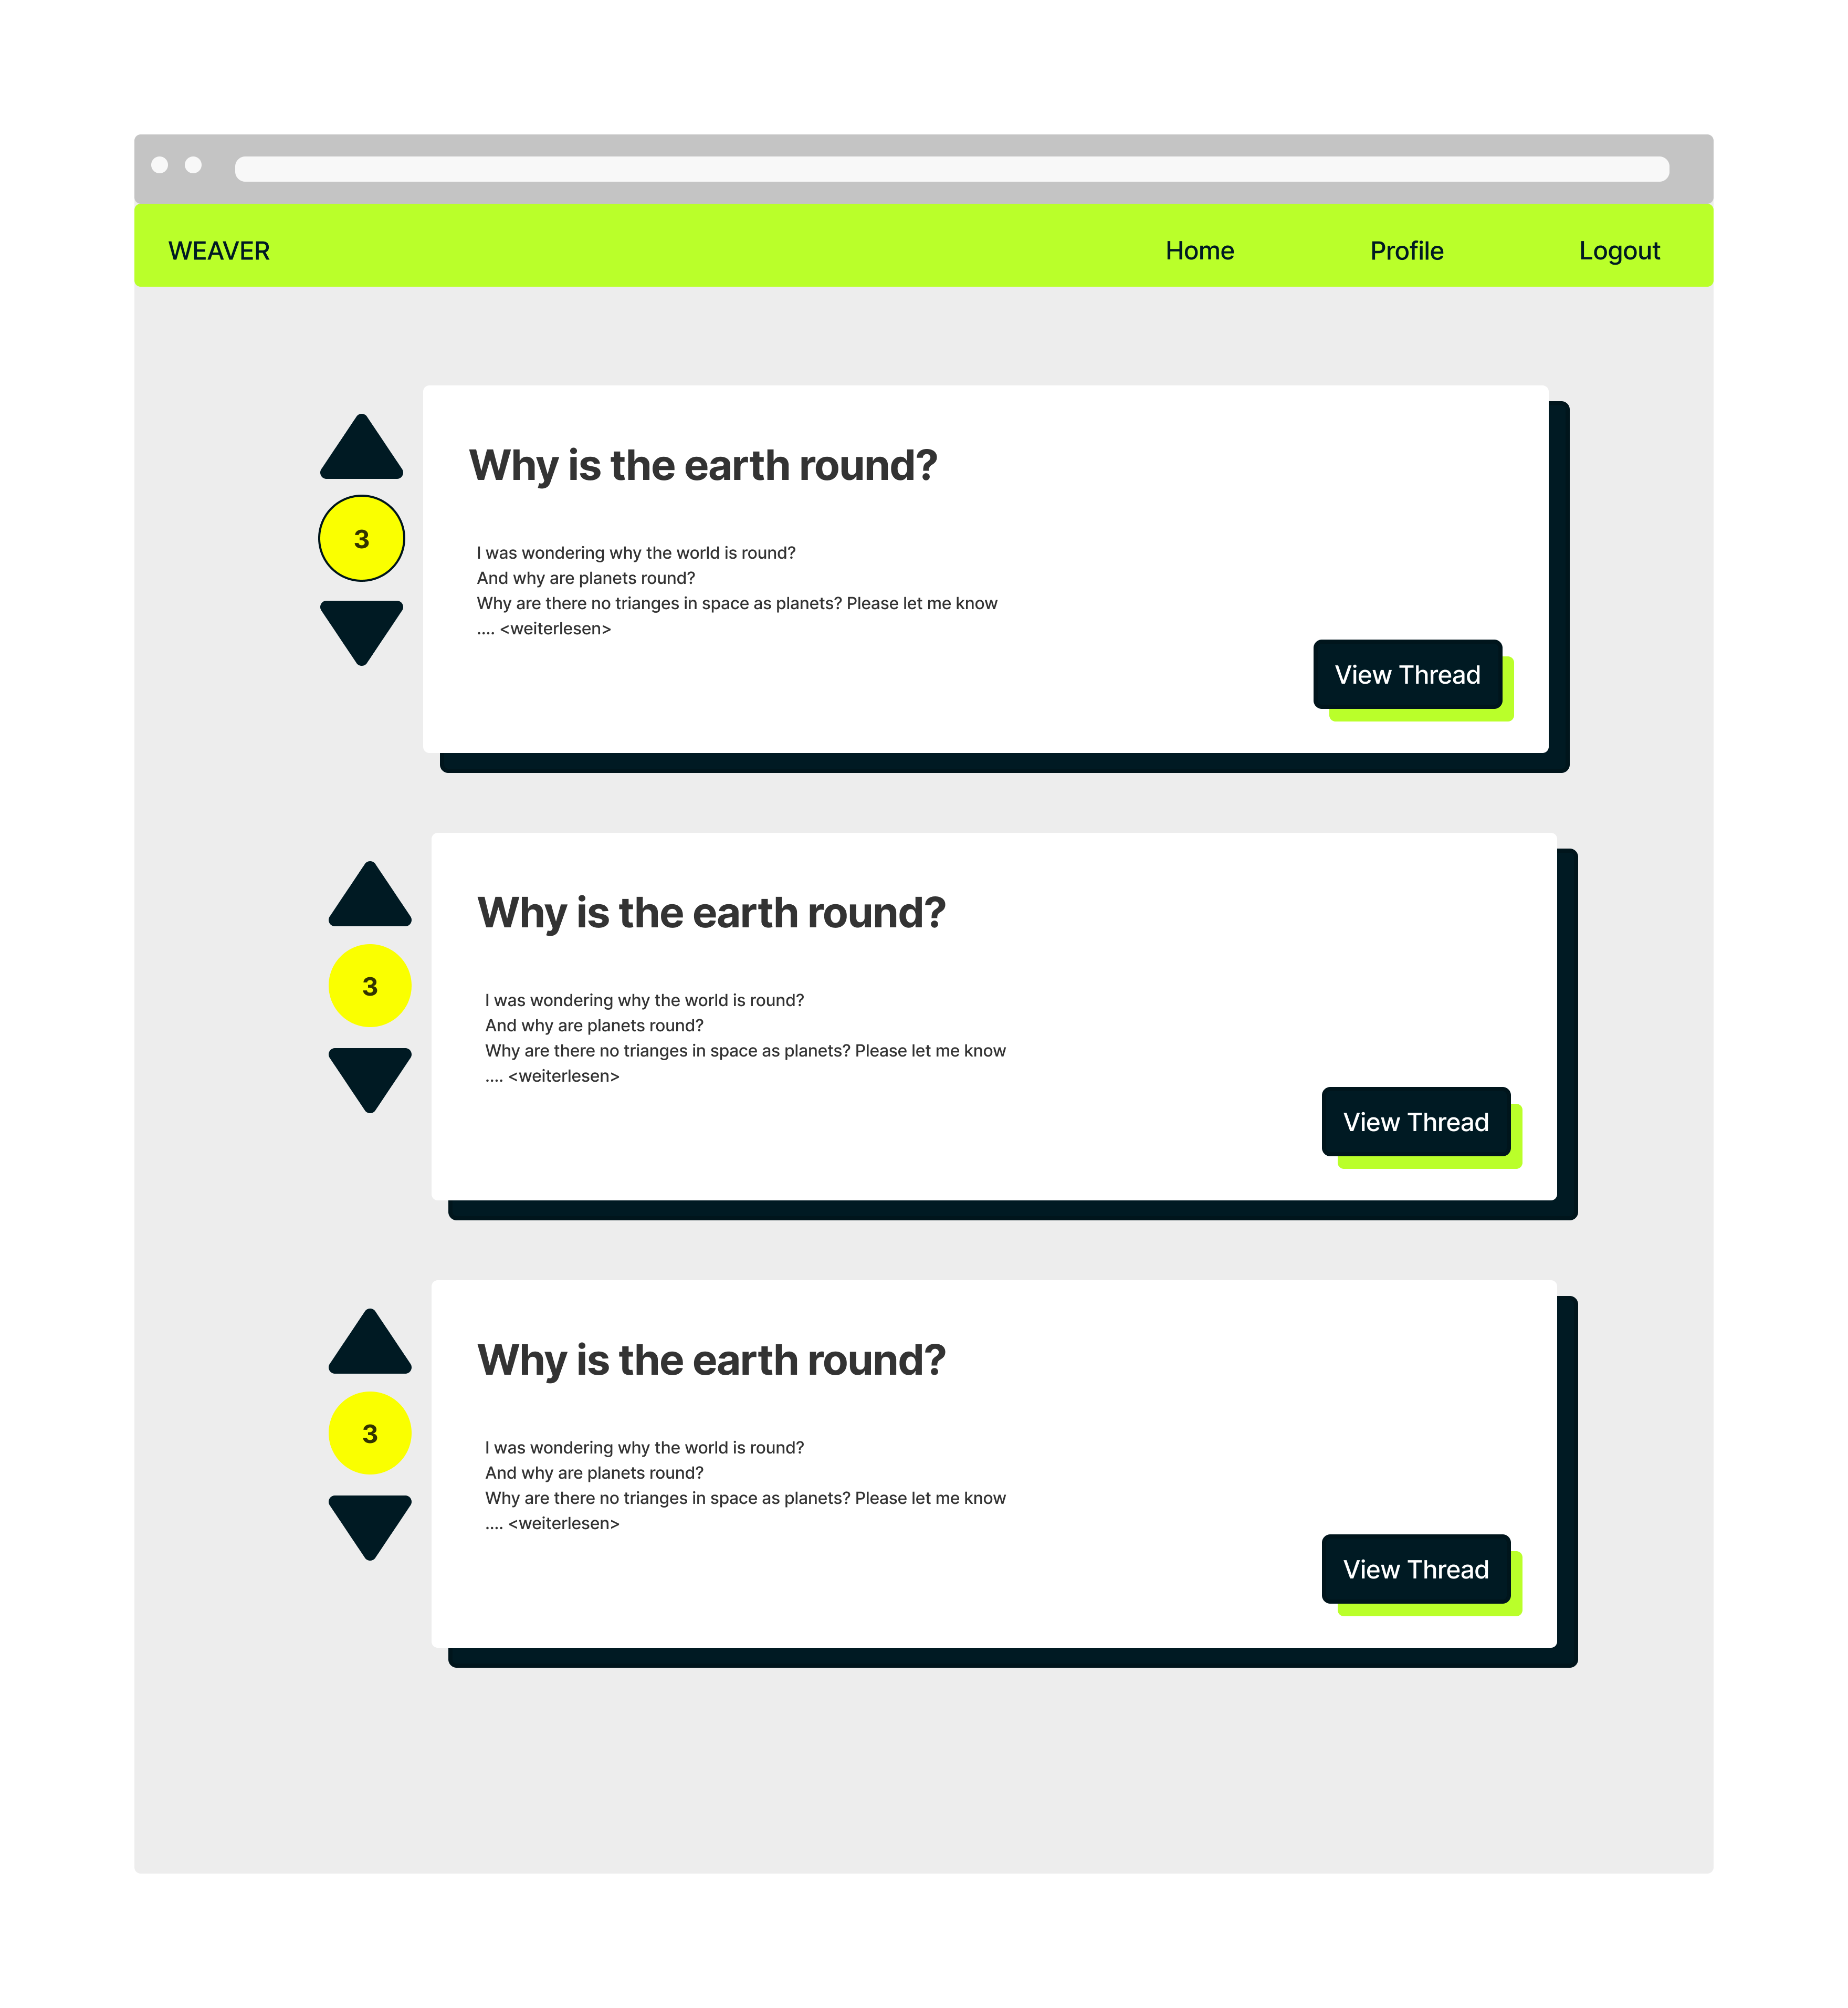 WEAVER Home Profile Logout
Why is the earth round?
3
I was wondering why the world is round?
And why are planets round?
Why are there no trianges in space as planets? Please let me know
.... <weiterlesen>
View Thread
Why is the earth round?
3
I was wondering why the world is round?
And why are planets round?
Why are there no trianges in space as planets? Please let me know
.... <weiterlesen>
View Thread
Why is the earth round?
3
I was wondering why the world is round?
And why are planets round?
Why are there no trianges in space as planets? Please let me know
.... <weiterlesen>
View Thread